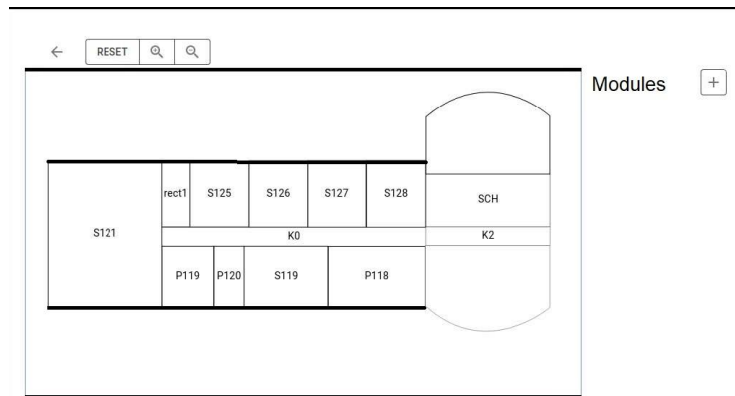 RESET
Modules
rect1 S125 S126 S127 S128
SCH
S121
K0 K2
P119 P120 S119 P118